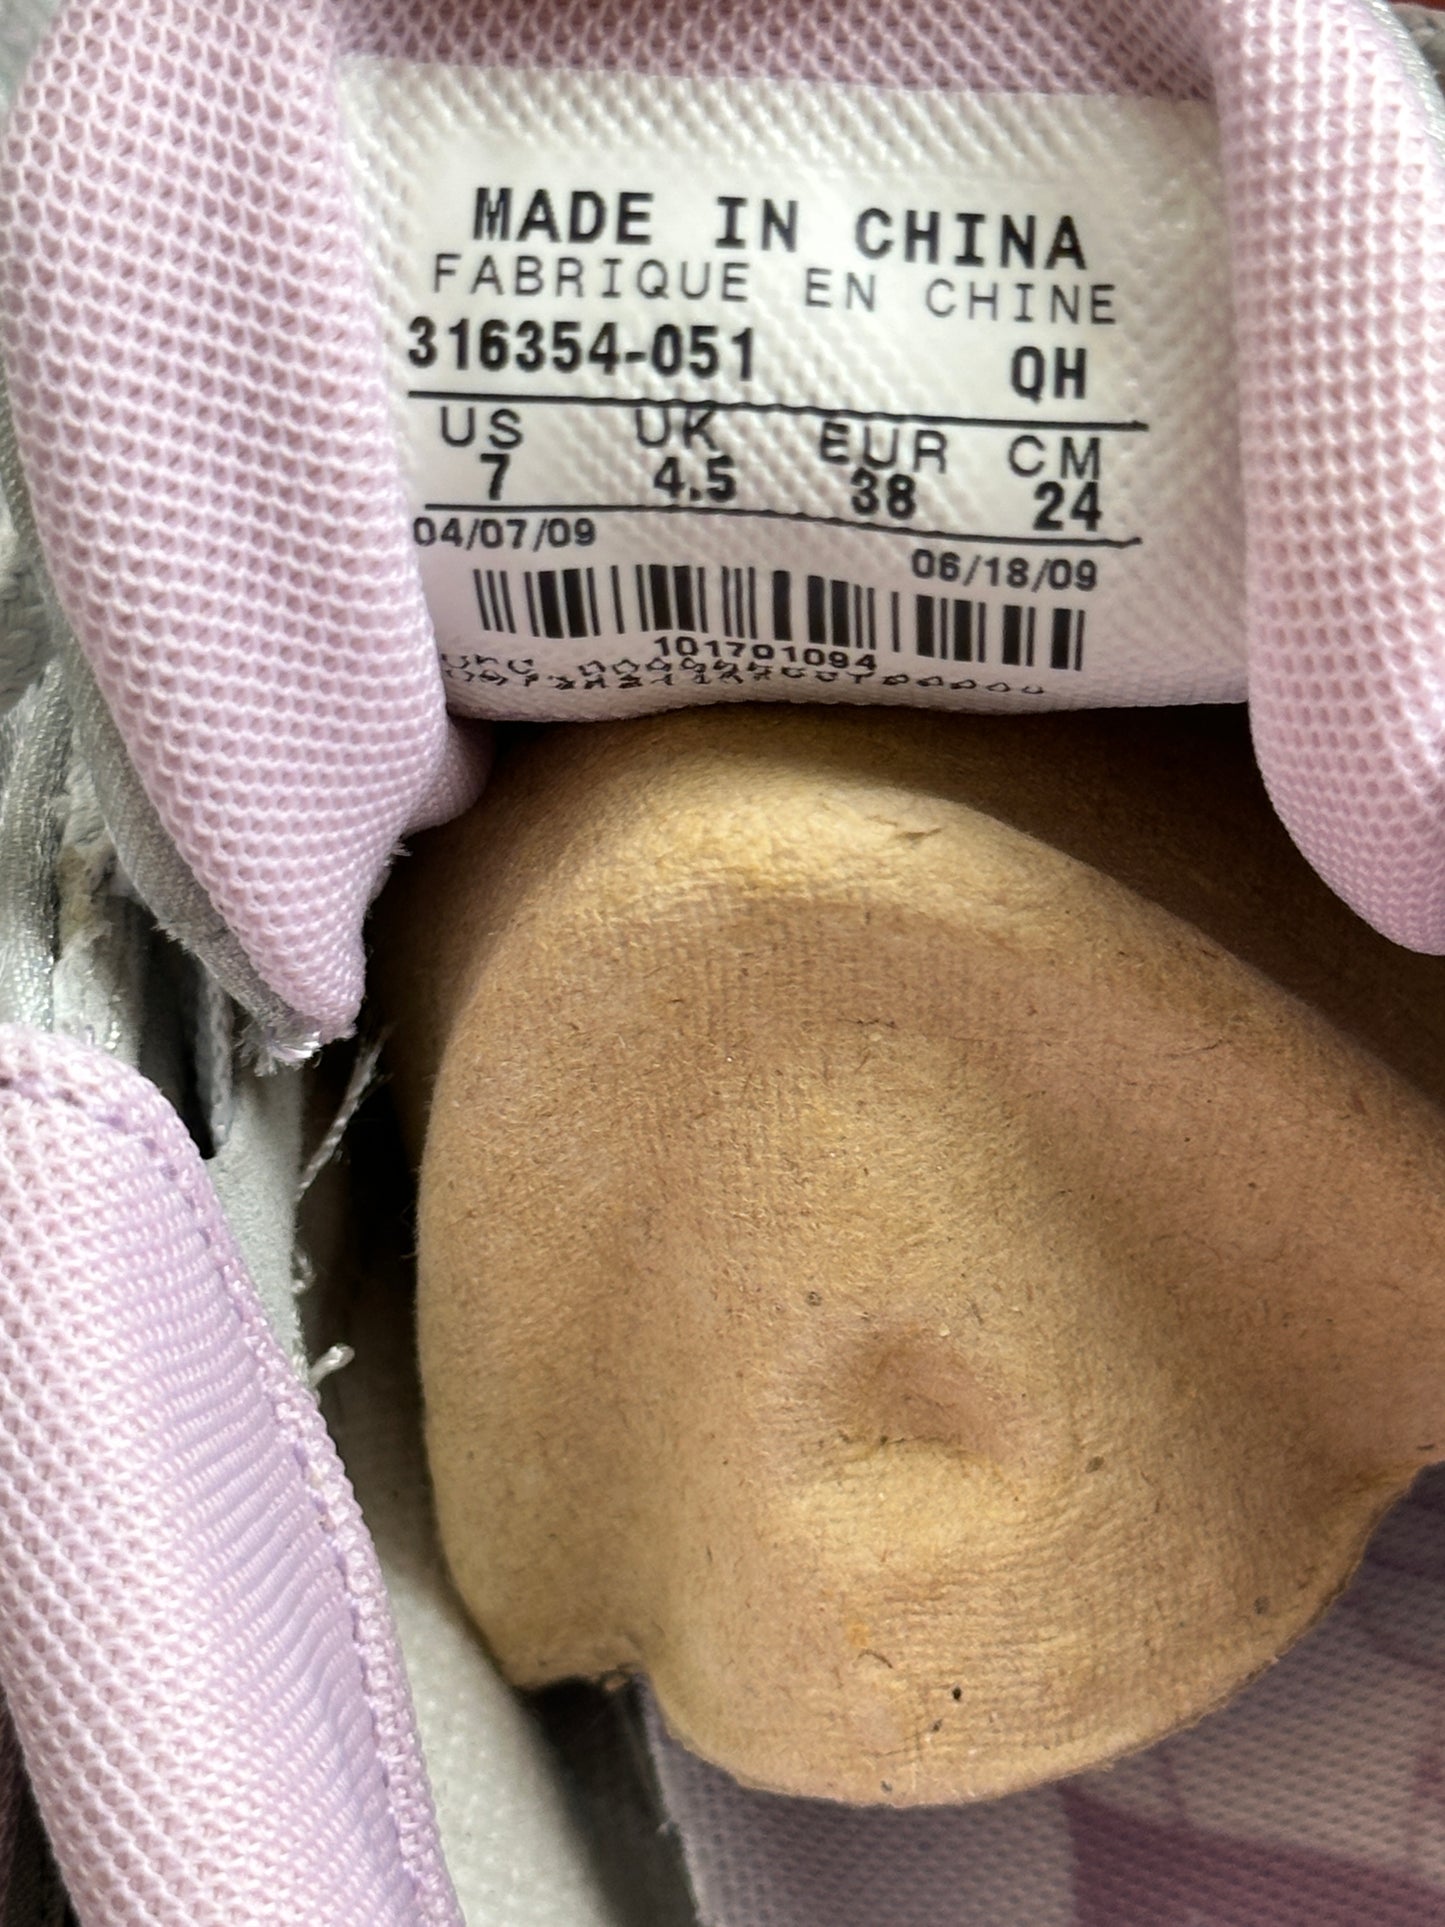 MADE IN CHINA
FABRIQUE EN CHINE
316354-051 QH
US UK EUR CM
7 4.5 38 24
04/07/09 06/18/09
101701094